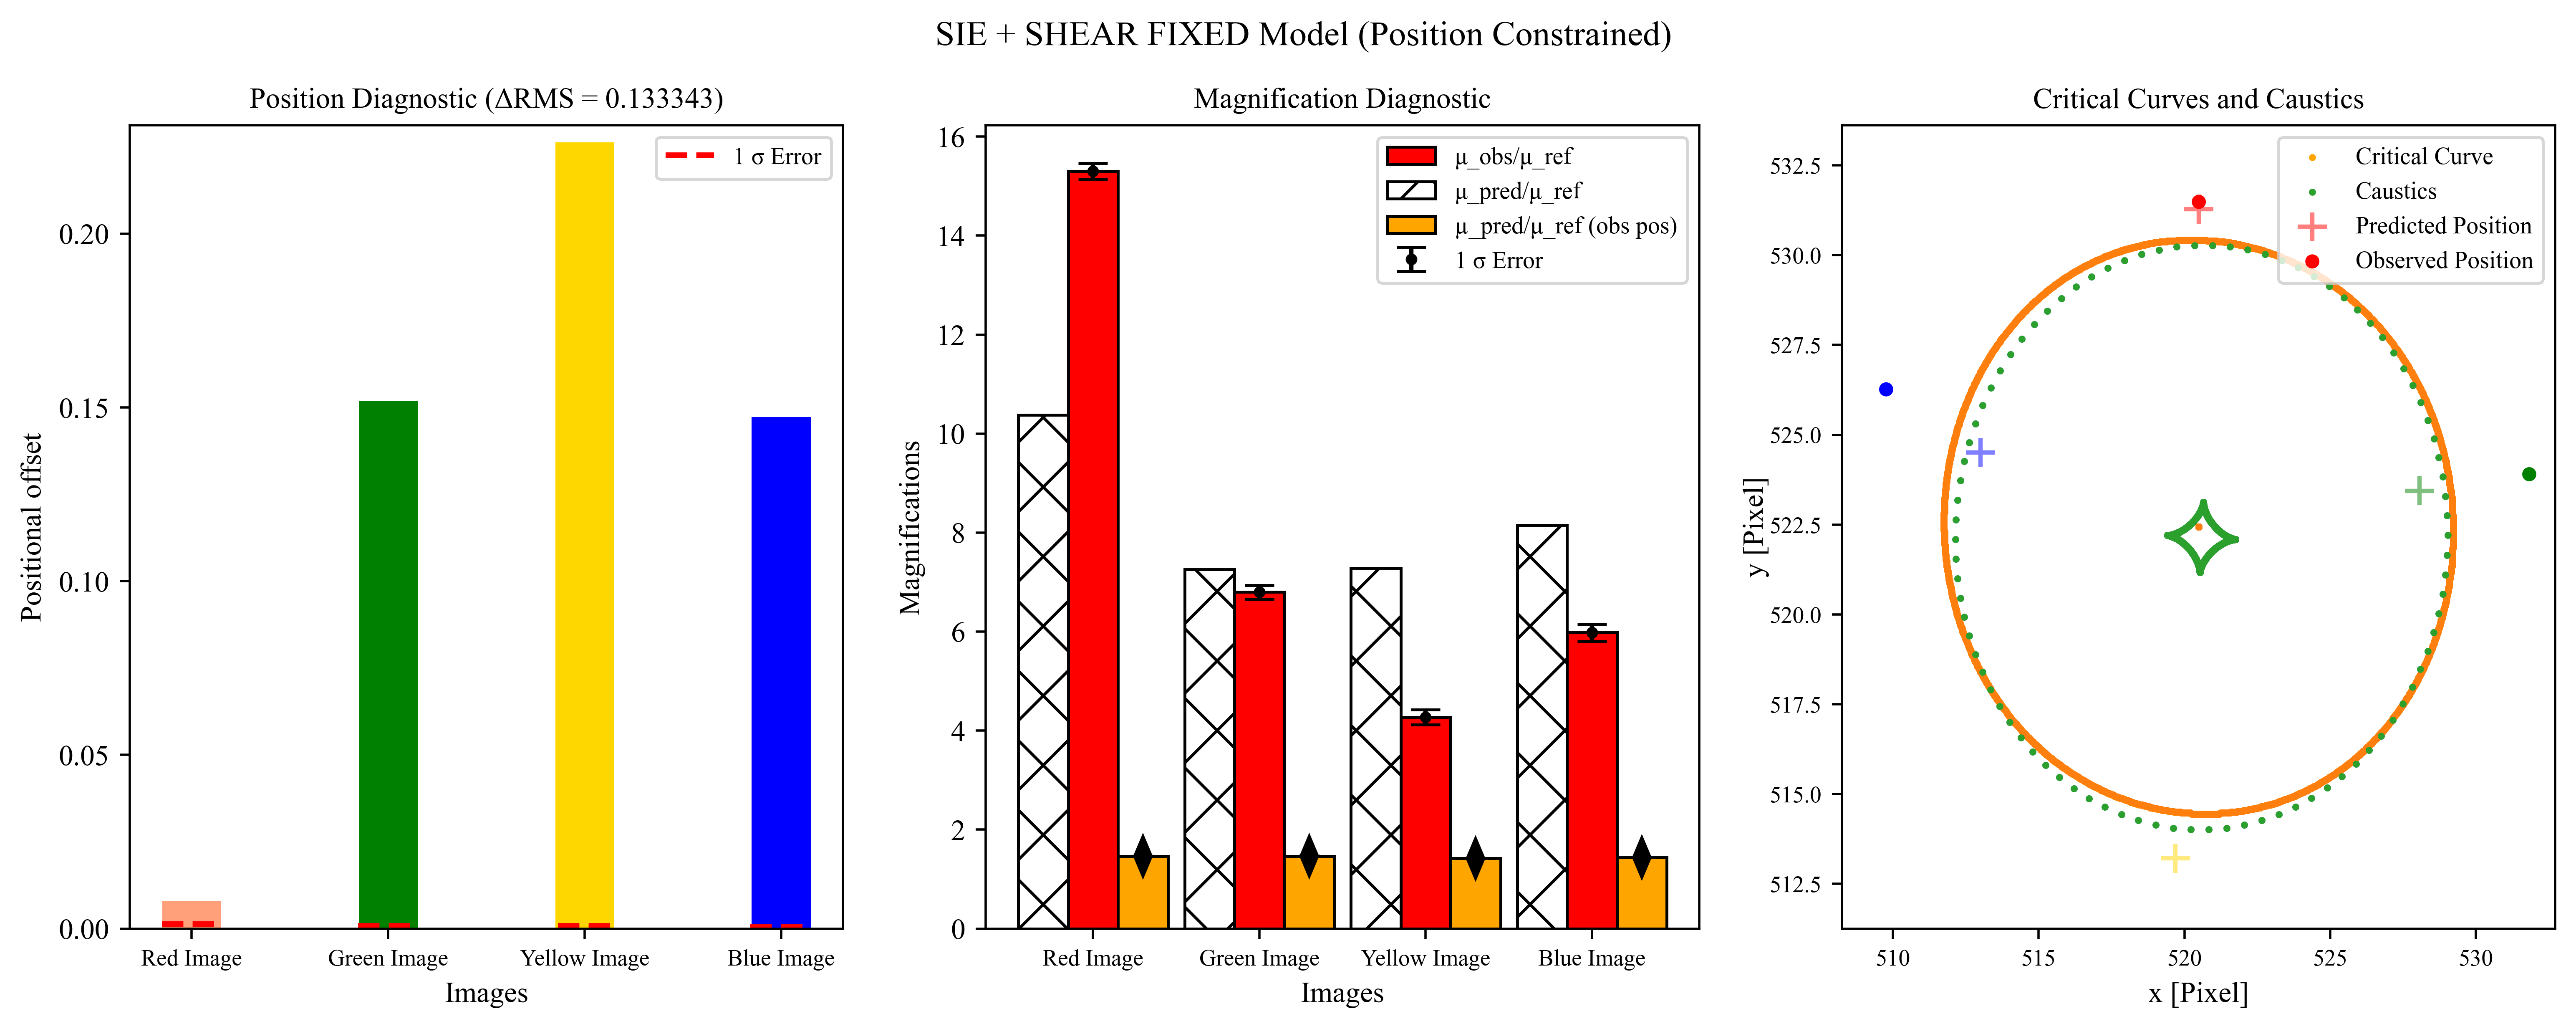 SIE + SHEAR FIXED Model (Position Constrained)
Position Diagnostic (ΔRMS = 0.133343)
Positional offset
0.20
0.15
0.10
0.05
0.00
1 σ Error
Red Image
Green Image
Yellow Image
Blue Image
Images
Magnification Diagnostic
Magnifications
16
14
12
10
8
6
4
2
0
μ_obs/μ_ref
μ_pred/μ_ref
μ_pred/μ_ref (obs pos)
1 σ Error
Red Image
Green Image
Yellow Image
Blue Image
Images
Critical Curves and Caustics
y [Pixel]
532.5
530.0
527.5
525.0
522.5
520.0
517.5
515.0
512.5
Critical Curve
Caustics
Predicted Position
Observed Position
510
515
520
525
530
x [Pixel]